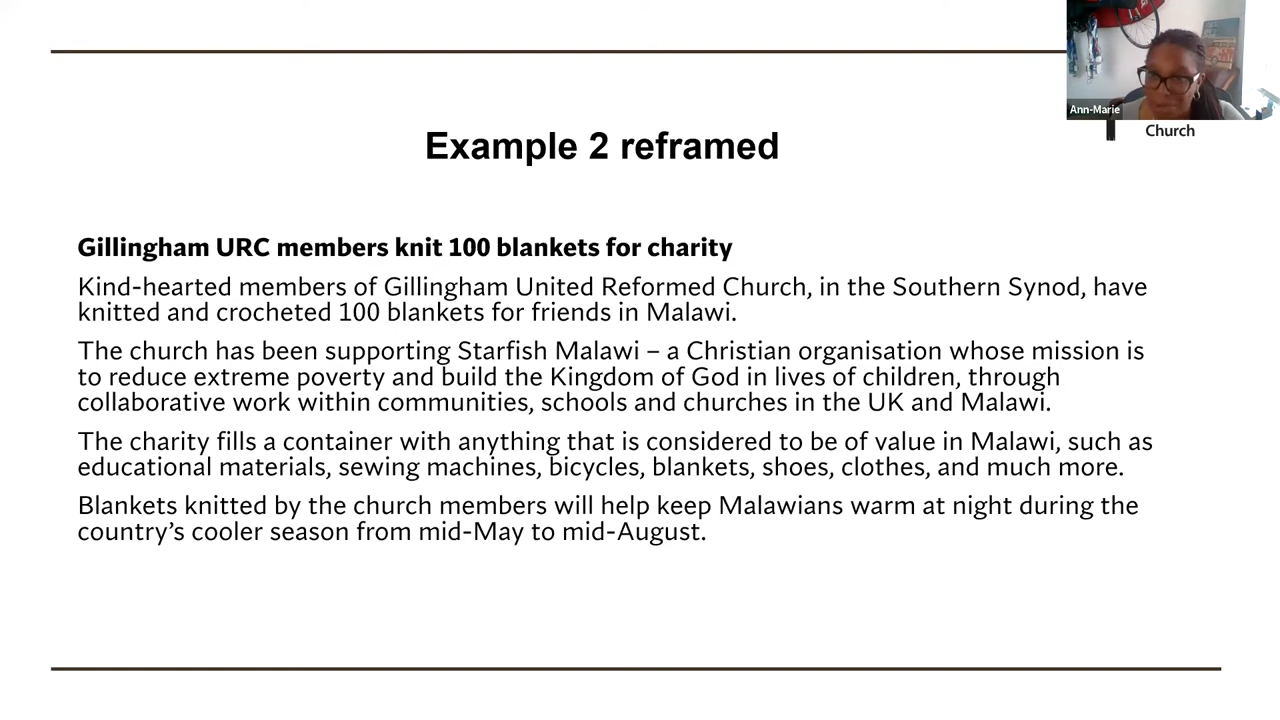 Ann-Marie
Church
Example 2 reframed
Gillingham URC members knit 100 blankets for charity
Kind-hearted members of Gillingham United Reformed Church, in the Southern Synod, have
knitted and crocheted 100 blankets for friends in Malawi.
The church has been supporting Starfish Malawi – a Christian organisation whose mission is
to reduce extreme poverty and build the Kingdom of God in lives of children, through
collaborative work within communities, schools and churches in the UK and Malawi.
The charity fills a container with anything that is considered to be of value in Malawi, such as
educational materials, sewing machines, bicycles, blankets, shoes, clothes, and much more.
Blankets knitted by the church members will help keep Malawians warm at night during the
country’s cooler season from mid-May to mid-August.